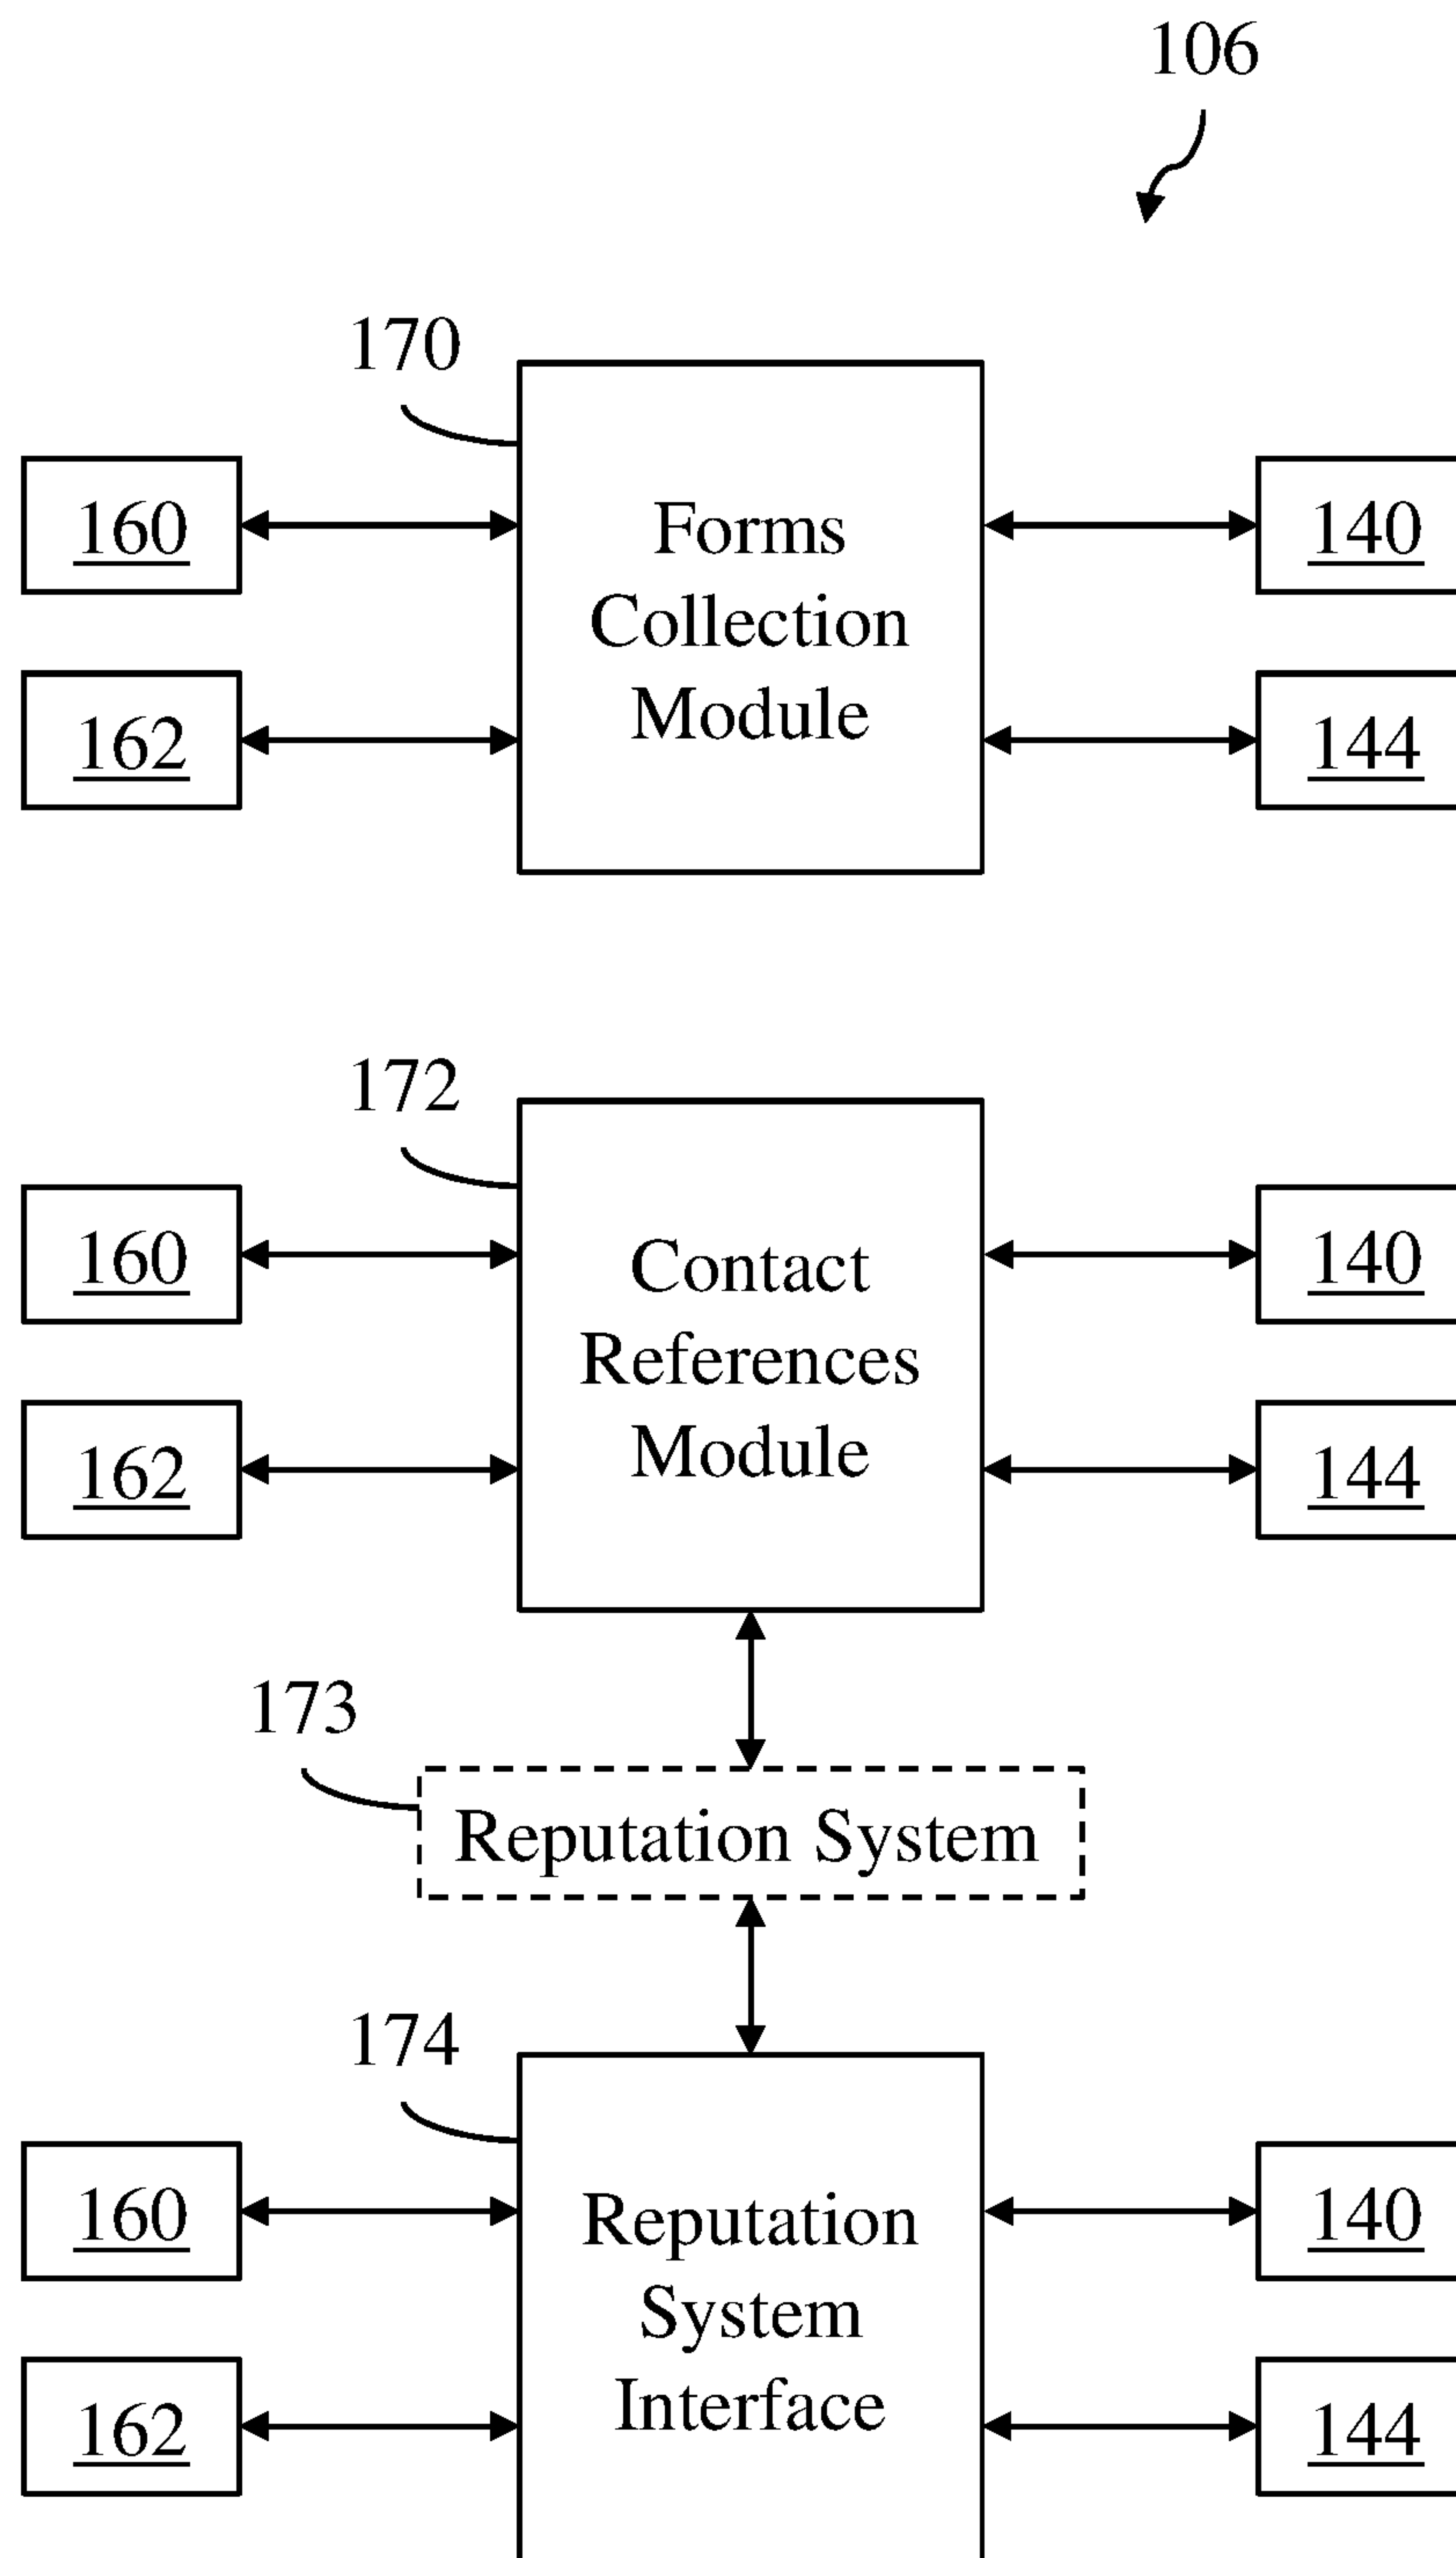 106
170
160
Forms
140
Collection
162
Module
144
172
160
Contact
140
References
162
Module
144
173
Reputation System
174
160
Reputation
140
System
162
Interface
144